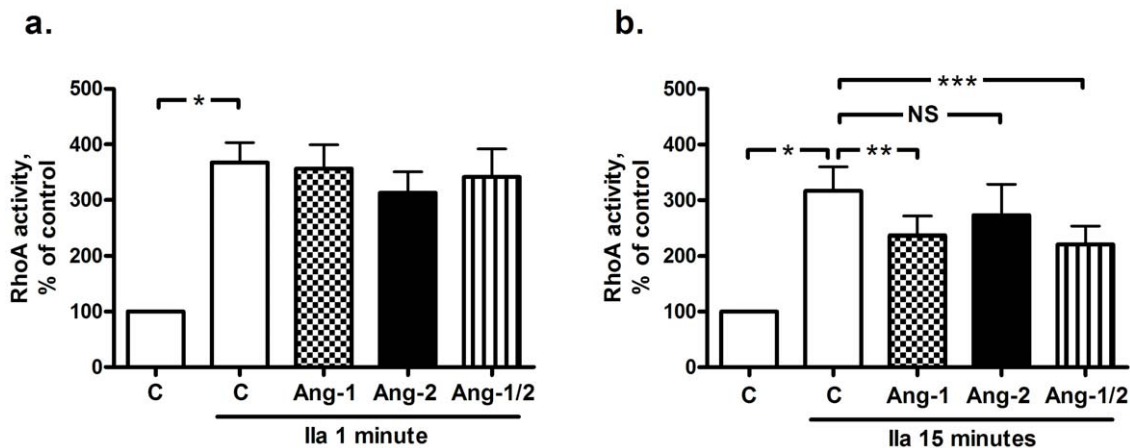 a.
RhoA activity,
% of control
500
400
300
200
100
0
*
C
C
Ang-1
Ang-2
Ang-1/2
IIa 1 minute
b.
RhoA activity,
% of control
500
400
300
200
100
0
***
NS
*
**
C
C
Ang-1
Ang-2
Ang-1/2
IIa 15 minutes